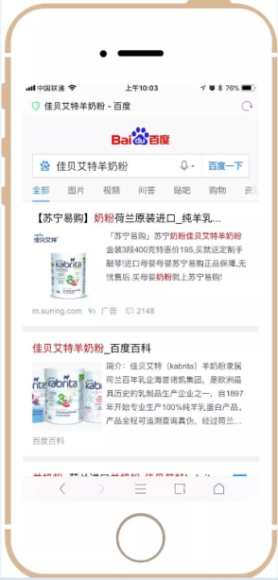 中国联通 上午10:03 76%
佳贝艾特羊奶粉 - 百度
Bai du 百度
佳贝艾特羊奶粉 百度一下
全部 图片 视频 问答 贴吧 购物
【苏宁易购】奶粉荷兰原装进口_纯羊乳...
佳贝艾特
kabrita
3
「苏宁易购」苏宁奶粉佳贝艾特羊奶粉
金装3段400克特惠价195,买就送定制手
敲琴!进口母婴母婴苏宁易购正品保障,无
忧售后.买母婴奶粉就上苏宁易购!
m.suning.com 广告 2148
佳贝艾特羊奶粉_百度百科
kabrita
简介：佳贝艾特（kabrita）羊奶粉隶属
荷兰百年乳企海普诺凯集团，是欧洲最
具历史的乳制品生产企业之一，自1897
年开始专业生产100%纯羊乳蛋白产品，
产品全程可追溯查询真伪，经过荷兰...
百度百科